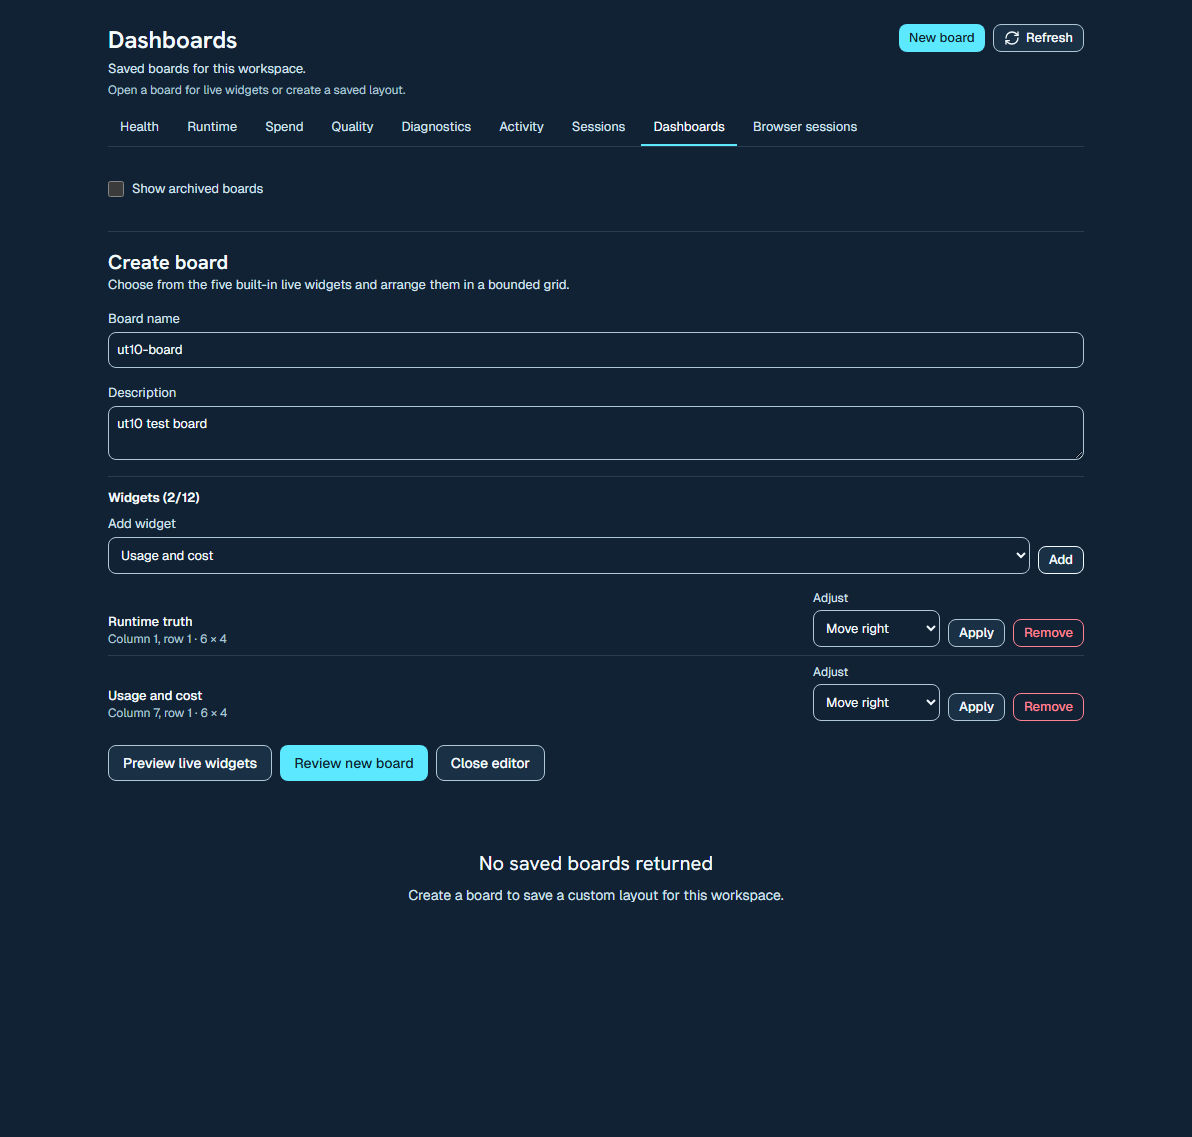 Dashboards
New board
Refresh
Saved boards for this workspace.
Open a board for live widgets or create a saved layout.
Health Runtime Spend Quality Diagnostics Activity Sessions Dashboards Browser sessions
Show archived boards
Create board
Choose from the five built-in live widgets and arrange them in a bounded grid.
Board name
ut10-board
Description
ut10 test board
Widgets (2/12)
Add widget
Usage and cost
Add
Adjust
Runtime truth
Column 1, row 1 · 6 × 4
Move right
Apply
Remove
Adjust
Usage and cost
Column 7, row 1 · 6 × 4
Move right
Apply
Remove
Preview live widgets
Review new board
Close editor
No saved boards returned
Create a board to save a custom layout for this workspace.